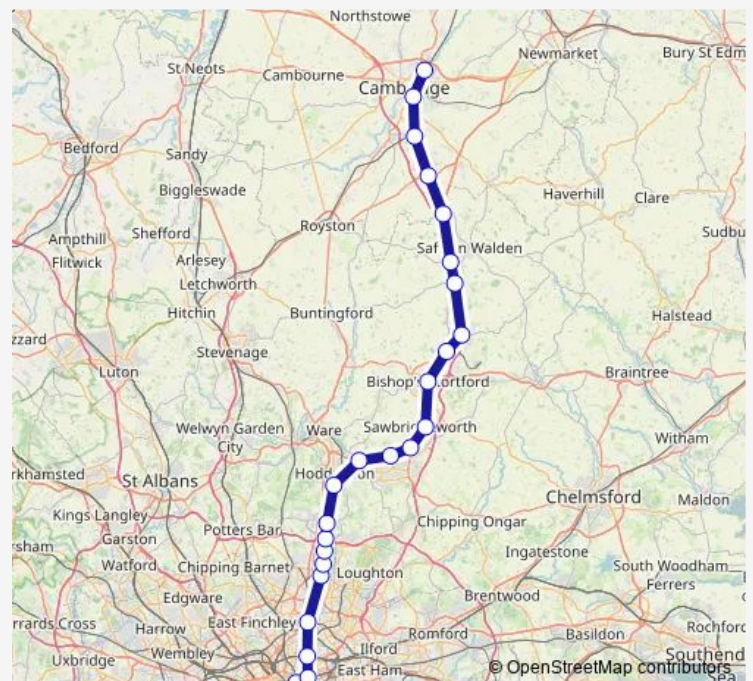 Northstowe
Newmarket
Bury St Edm
St Neots
Cambourne
Bedford
Sandy
Haverhill
Clare
Biggleswade
Royston
Sudbu
Ampthill
Shefford
Flitwick
Arlesey
Letchworth
Hitchin
Buntingford
Halstead
zzard
Stevenage
Luton
Braintree
Welwyn Garden
City
Ware
Witham
rkhamsted
St Albans
Chelmsford
Maldon
Kings Langley
Garston
Potters Bar
Chipping Ongar
Ingatestone
rsham
Watford
Chipping Barnet
Loughton
South Woodham
Ferrers
Edgware
Brentwood
rrards Cross
Harrow
East Finchley
Romford
Basildon
Rochforc
Uxbridge
Wembley
Ilford
East Ham
Southend
Sea
© OpenStreetMap contributors